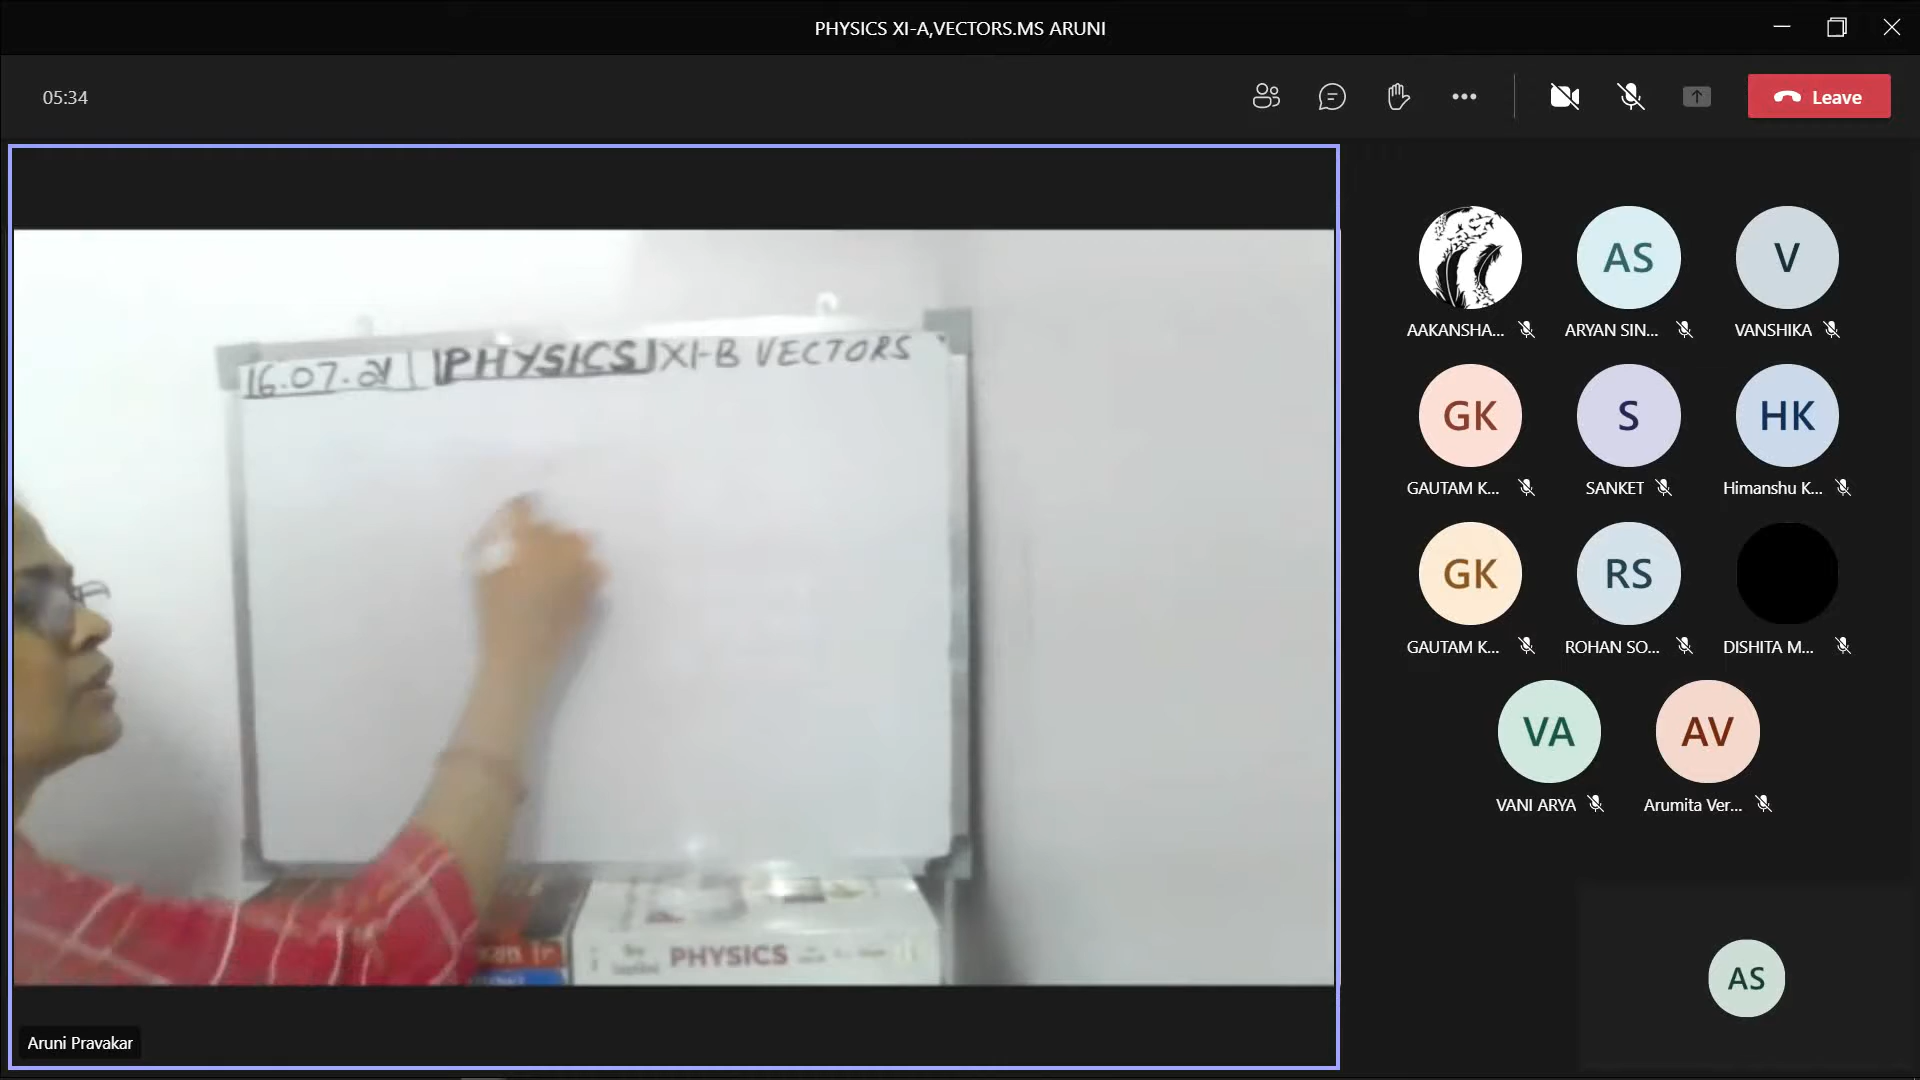 PHYSICS XI-A,VECTORS.MS ARUNI
05:34
Leave
16.07.21 PHYSICS XI-B VECTORS
PHYSICS
Aruni Pravakar
AAKANSHA...
AS
ARYAN SIN...
V
VANSHIKA
GK
GAUTAM K...
S
SANKET
HK
Himanshu K...
GK
GAUTAM K...
RS
ROHAN SO...
DISHITA M...
VA
VANI ARYA
AV
Arumita Ver...
AS